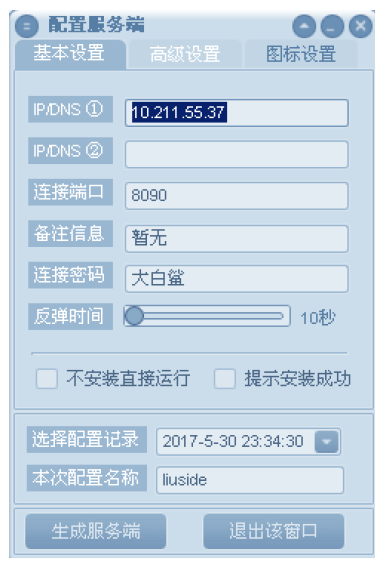 配置服务端
基本设置 高级设置 图标设置
IP/DNS ① 10.211.55.37
IP/DNS ②
连接端口 8090
备注信息 暂无
连接密码 大白鲨
反弹时间 10秒
不安装直接运行 提示安装成功
选择配置记录 2017-5-30 23:34:30
本次配置名称 liuside
生成服务端 退出该窗口